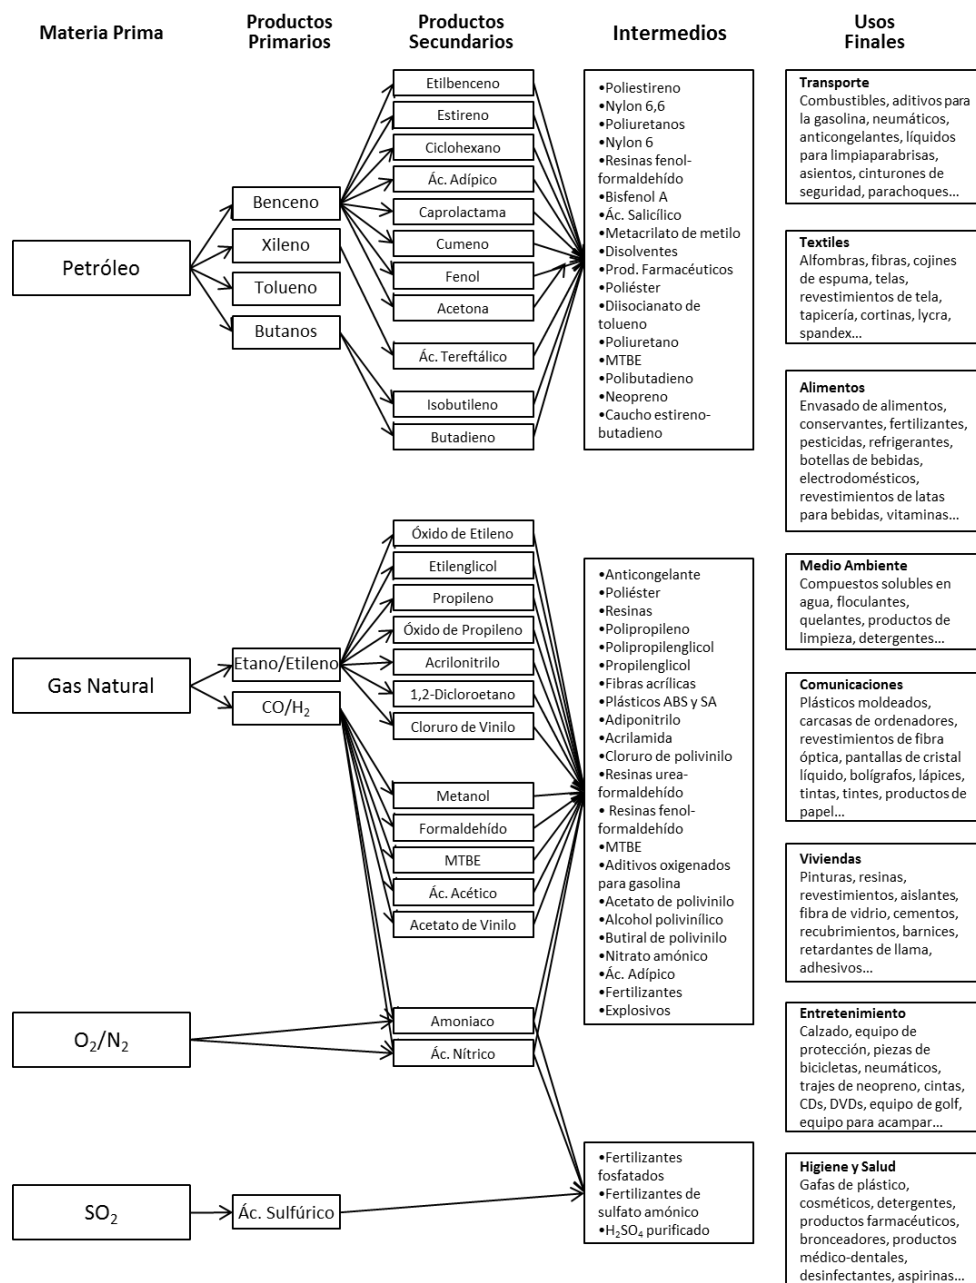 Materia Prima
Productos
Primarios
Productos
Secundarios
Intermedios
Usos
Finales
Petróleo
Benceno
Xileno
Tolueno
Butanos
Etilbenceno
Estireno
Ciclohexano
Ác. Adípico
Caprolactama
Cumeno
Fenol
Acetona
Ác. Tereftálico
Isobutileno
Butadieno
•Poliestireno
•Nylon 6,6
•Poliuretanos
•Nylon 6
•Resinas fenol-
formaldehído
•Bisfenol A
•Ác. Salicílico
•Metacrilato de metilo
•Disolventes
•Prod. Farmacéuticos
•Poliéster
•Diisocianato de
tolueno
•Poliuretano
•MTBE
•Polibutadieno
•Neopreno
•Caucho estireno-
butadieno
Gas Natural
Etano/Etileno
CO/H₂
Óxido de Etileno
Etilenglicol
Propileno
Óxido de Propileno
Acrilonitrilo
1,2-Dicloroetano
Cloruro de Vinilo
Metanol
Formaldehído
MTBE
Ác. Acético
Acetato de Vinilo
•Anticongelante
•Poliéster
•Resinas
•Polipropileno
•Polipropilenglicol
•Propilenglicol
•Fibras acrílicas
•Plásticos ABS y SA
•Adiponitrilo
•Acrilamida
•Cloruro de polivinilo
•Resinas urea-
formaldehído
• Resinas fenol-
formaldehído
•MTBE
•Aditivos oxigenados
para gasolina
•Acetato de polivinilo
•Alcohol polivinílico
•Butiral de polivinilo
•Nitrato amónico
•Ác. Adípico
•Fertilizantes
•Explosivos
O₂/N₂
Amoniaco
Ác. Nítrico
SO₂
Ác. Sulfúrico
•Fertilizantes
fosfatados
•Fertilizantes de
sulfato amónico
•H₂SO₄ purificado
Transporte
Combustibles, aditivos para
la gasolina, neumáticos,
anticongelantes, líquidos
para limpiaparabrisas,
asientos, cinturones de
seguridad, parachoques…
Textiles
Alfombras, fibras, cojines
de espuma, telas,
revestimientos de tela,
tapicería, cortinas, lycra,
spandex…
Alimentos
Envasado de alimentos,
conservantes, fertilizantes,
pesticidas, refrigerantes,
botellas de bebidas,
electrodomésticos,
revestimientos de latas
para bebidas, vitaminas…
Medio Ambiente
Compuestos solubles en
agua, floculantes,
quelantes, productos de
limpieza, detergentes…
Comunicaciones
Plásticos moldeados,
carcasas de ordenadores,
revestimientos de fibra
óptica, pantallas de cristal
líquido, bolígrafos, lápices,
tintas, tintes, productos de
papel…
Viviendas
Pinturas, resinas,
revestimientos, aislantes,
fibra de vidrio, cementos,
recubrimientos, barnices,
retardantes de llama,
adhesivos…
Entretenimiento
Calzado, equipo de
protección, piezas de
bicicletas, neumáticos,
trajes de neopreno, cintas,
CDs, DVDs, equipo de golf,
equipo para acampar…
Higiene y Salud
Gafas de plástico,
cosméticos, detergentes,
productos farmacéuticos,
bronceadores, productos
médico-dentales,
desinfectantes, aspirinas…